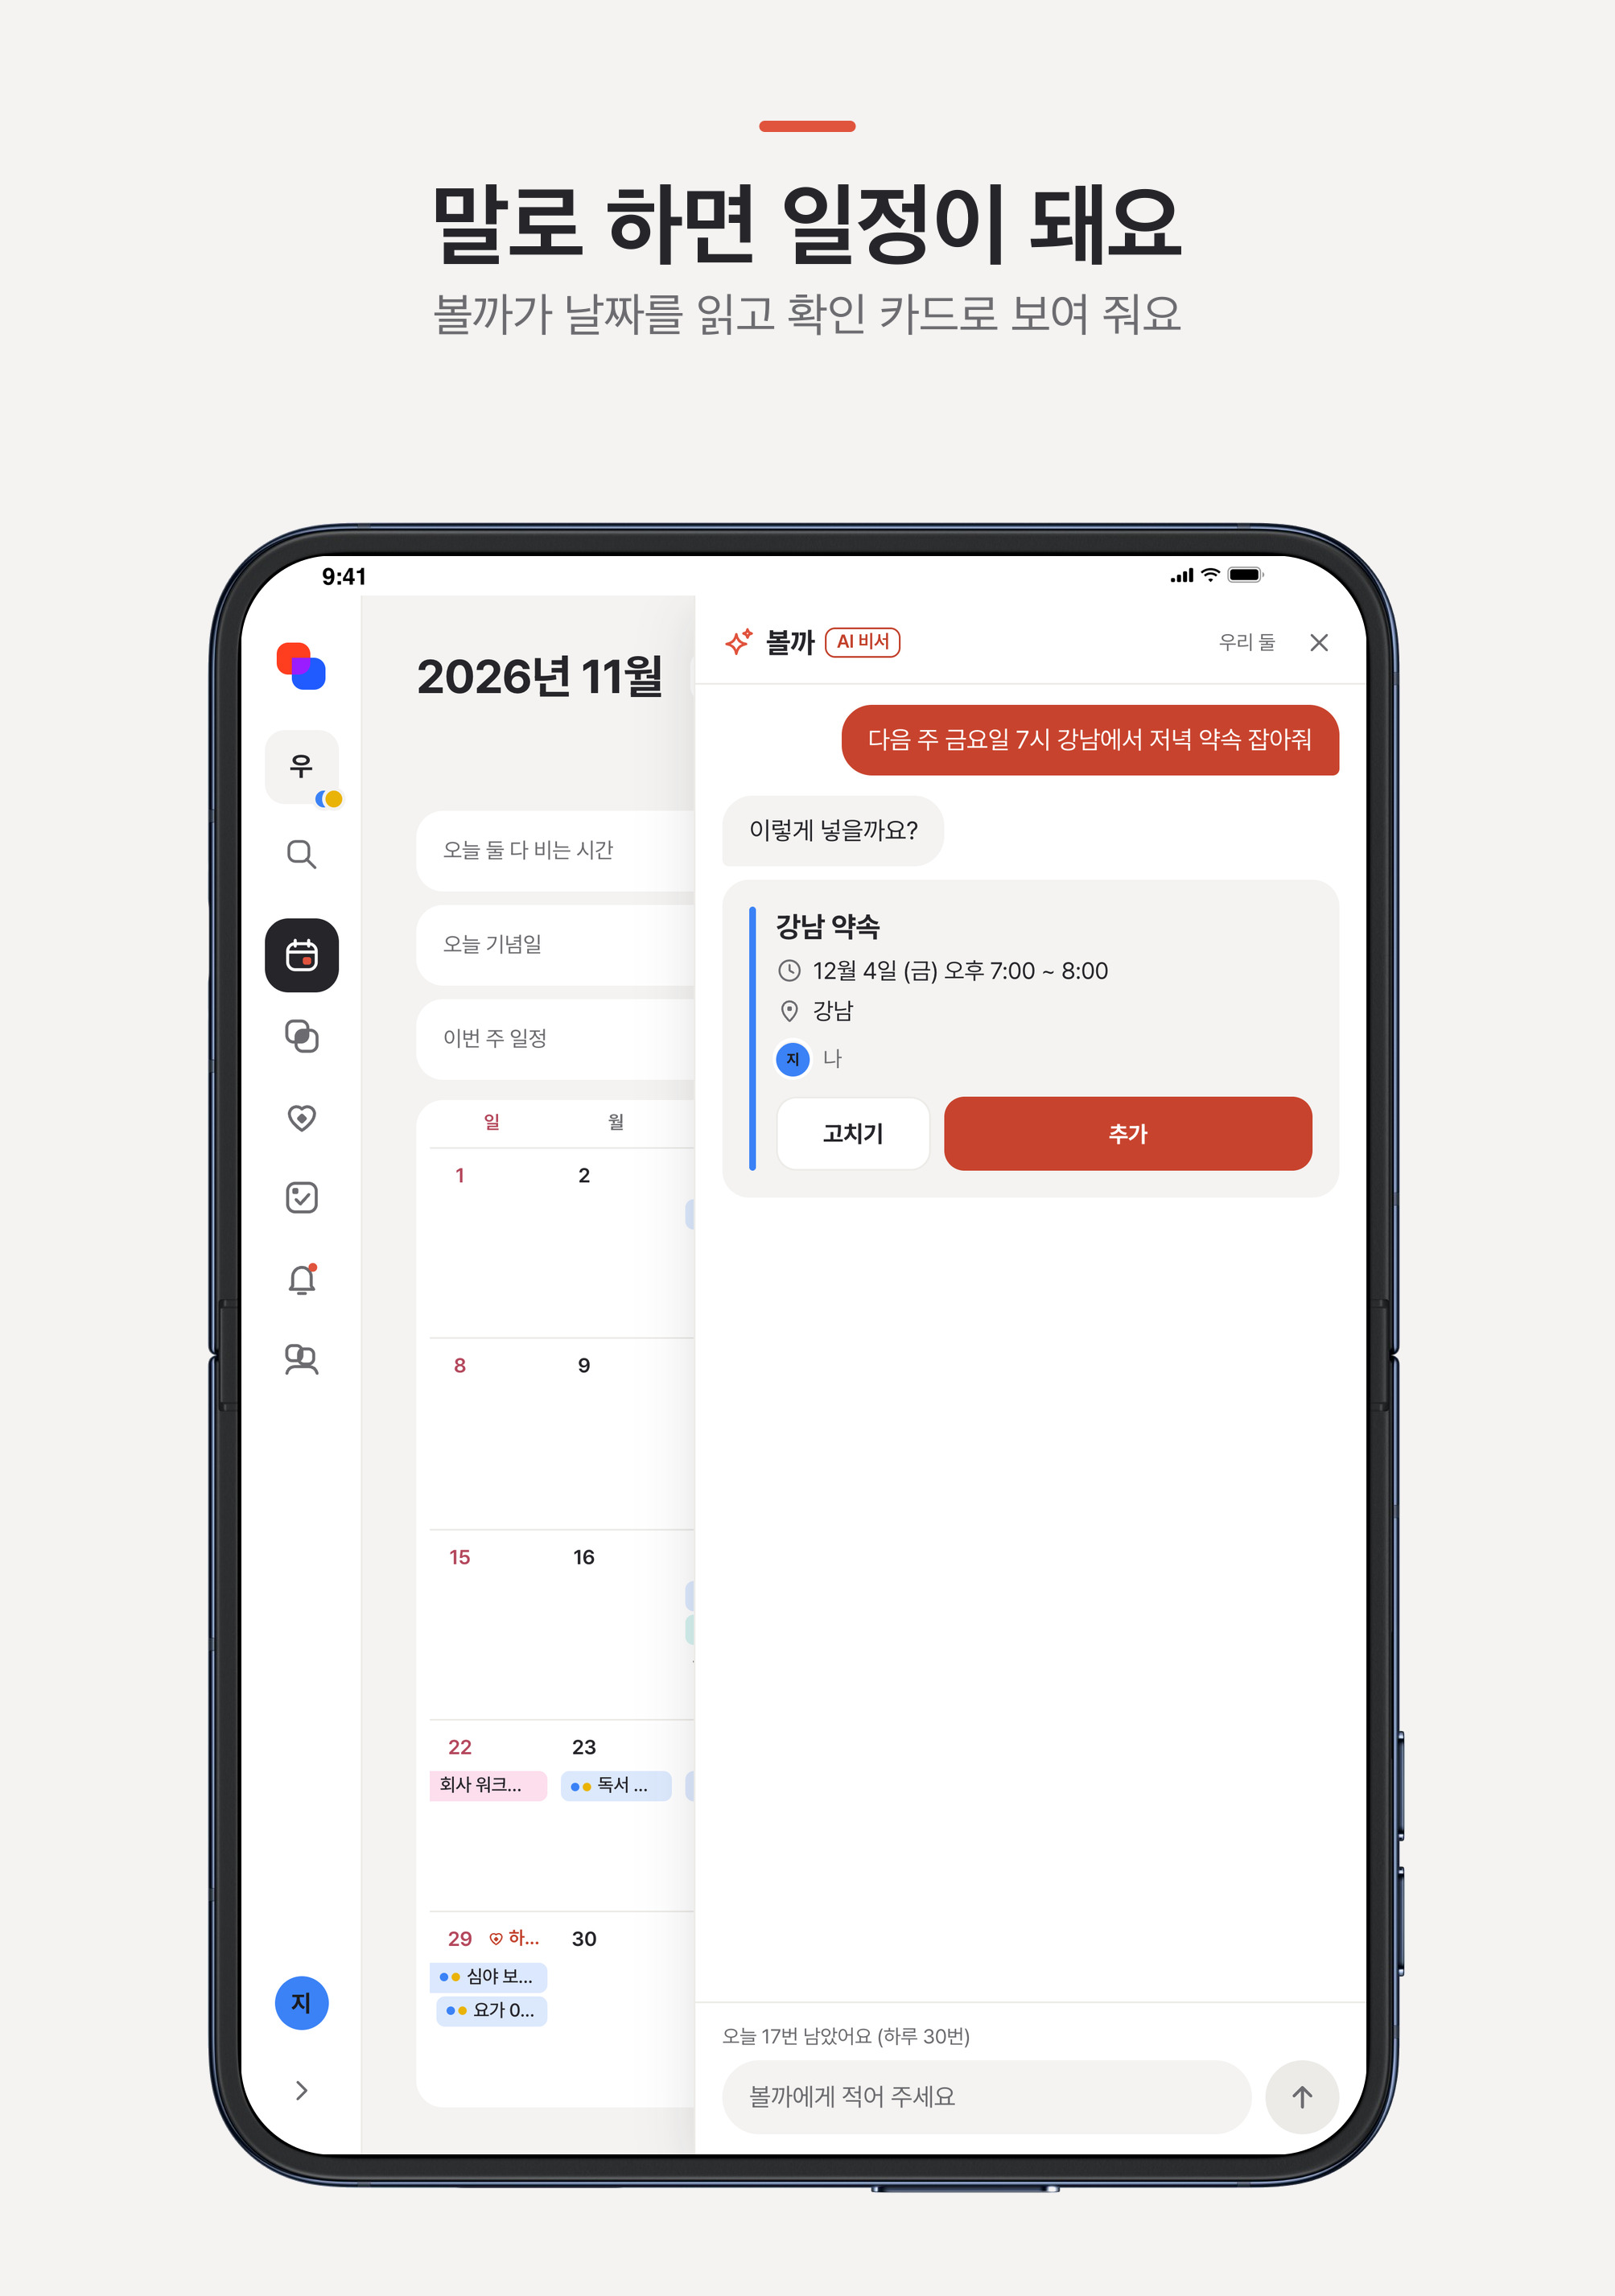 말로 하면 일정이 돼요
볼까가 날짜를 읽고 확인 카드로 보여 줘요
9:41
2026년 11월
우
오늘 둘 다 비는 시간
오늘 기념일
이번 주 일정
일 월
1 2
8 9
15 16
22 23
회사 워크...
독서 ...
29 하... 30
심야 보...
요가 0...
지
볼까 AI 비서 우리 둘
다음 주 금요일 7시 강남에서 저녁 약속 잡아줘
이렇게 넣을까요?
강남 약속
12월 4일 (금) 오후 7:00 ~ 8:00
강남
지 나
고치기 추가
오늘 17번 남았어요 (하루 30번)
볼까에게 적어 주세요